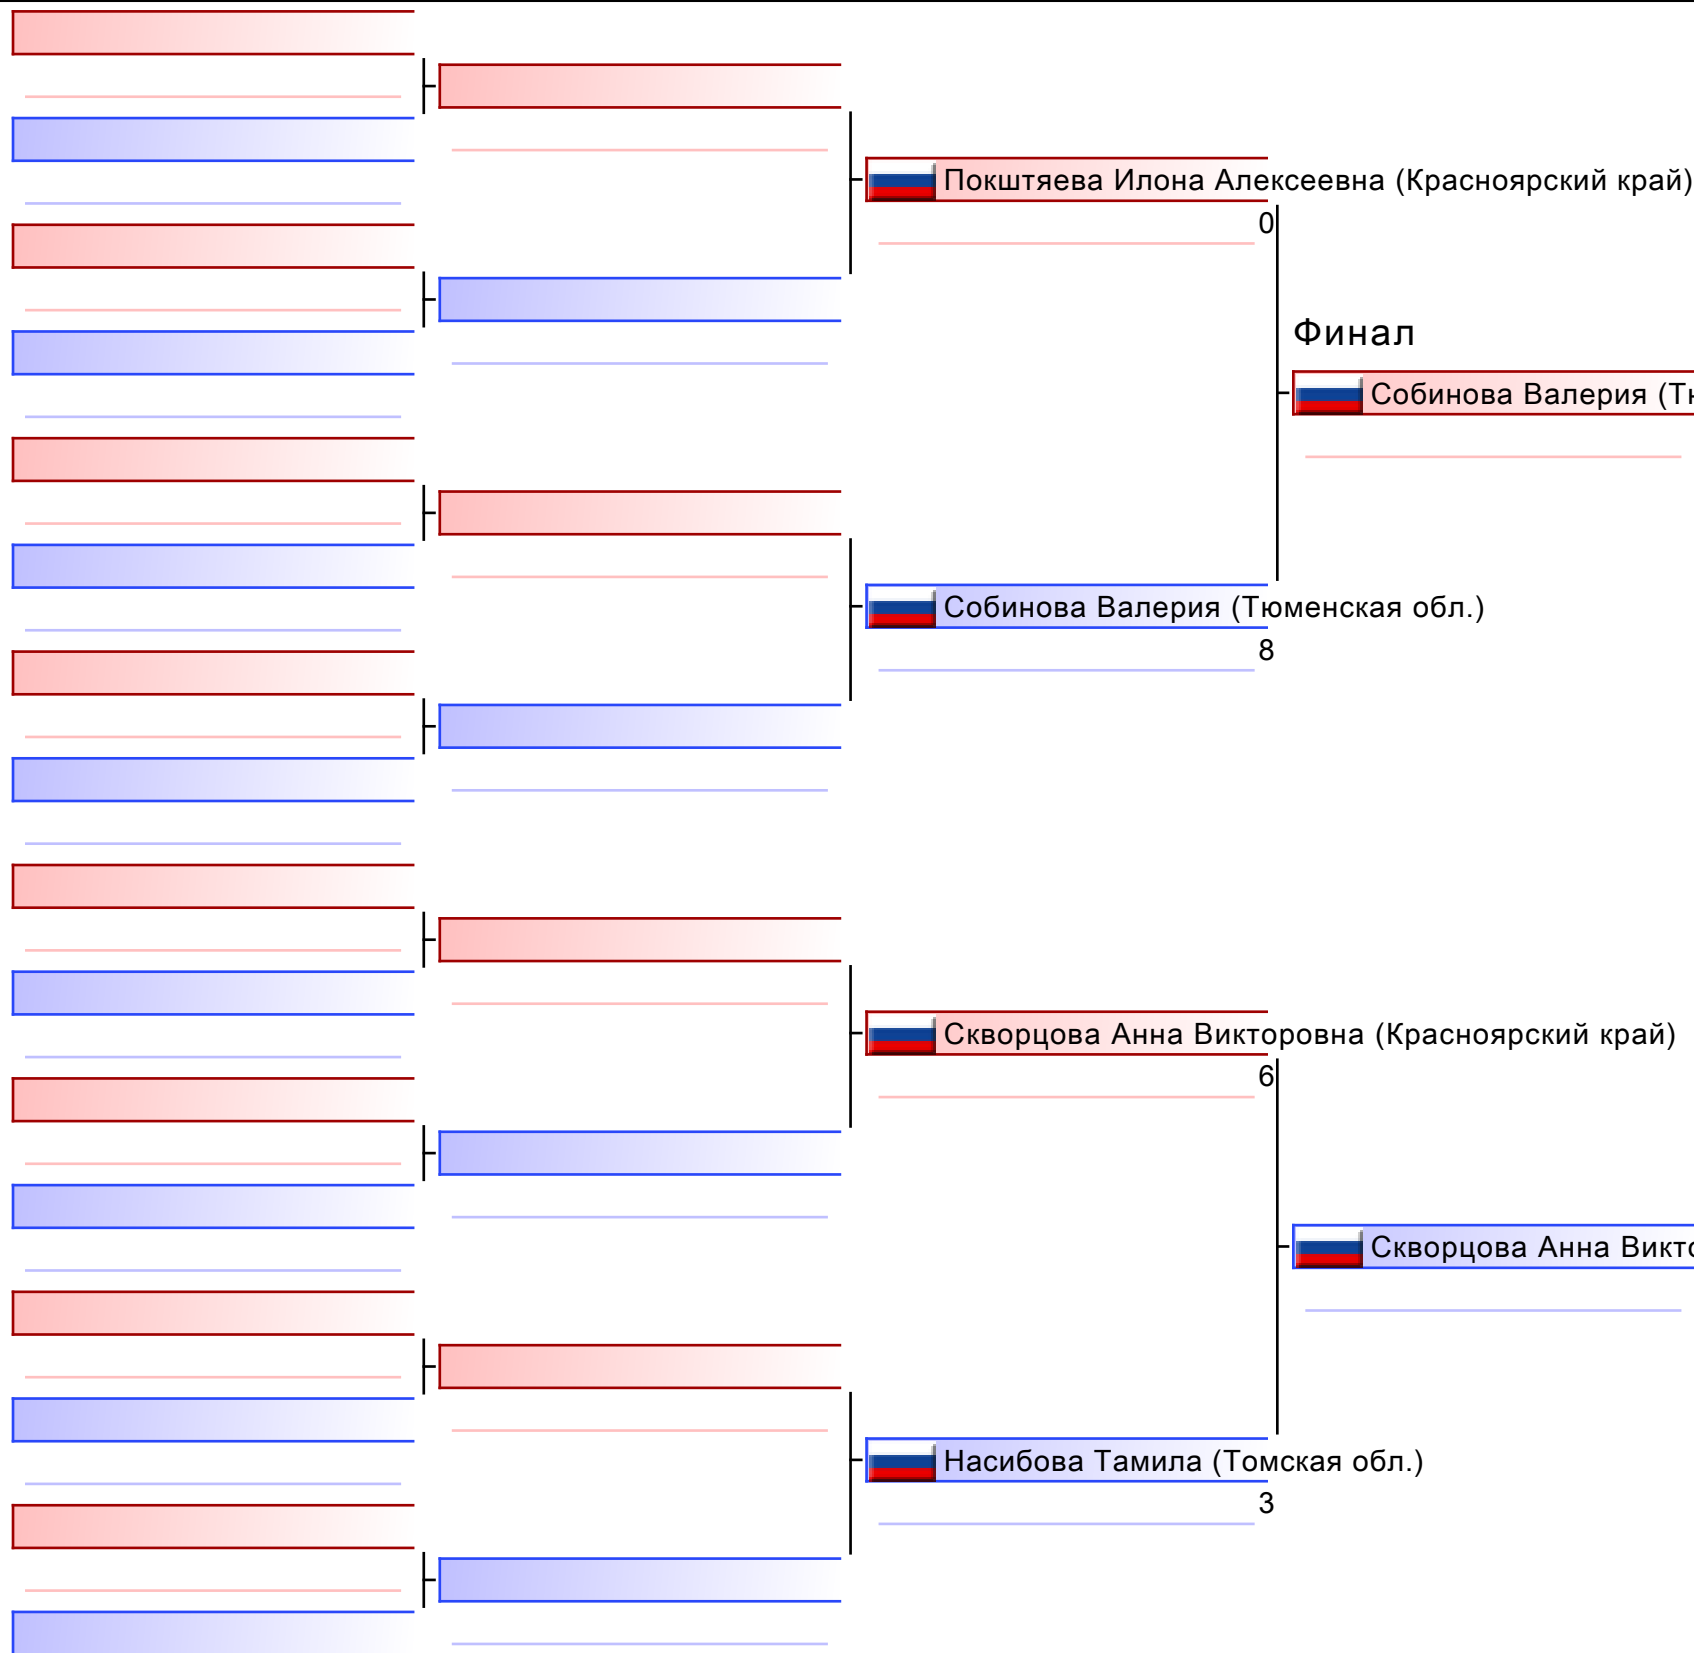 Покштяева Илона Алексеевна (Красноярский край)
0
Финал
Собинова Валерия
Собинова Валерия (Тюменская обл.)
8
Скворцова Анна Викторовна (Красноярский край)
6
Скворцова Анна
Насибова Тамила (Томская обл.)
3